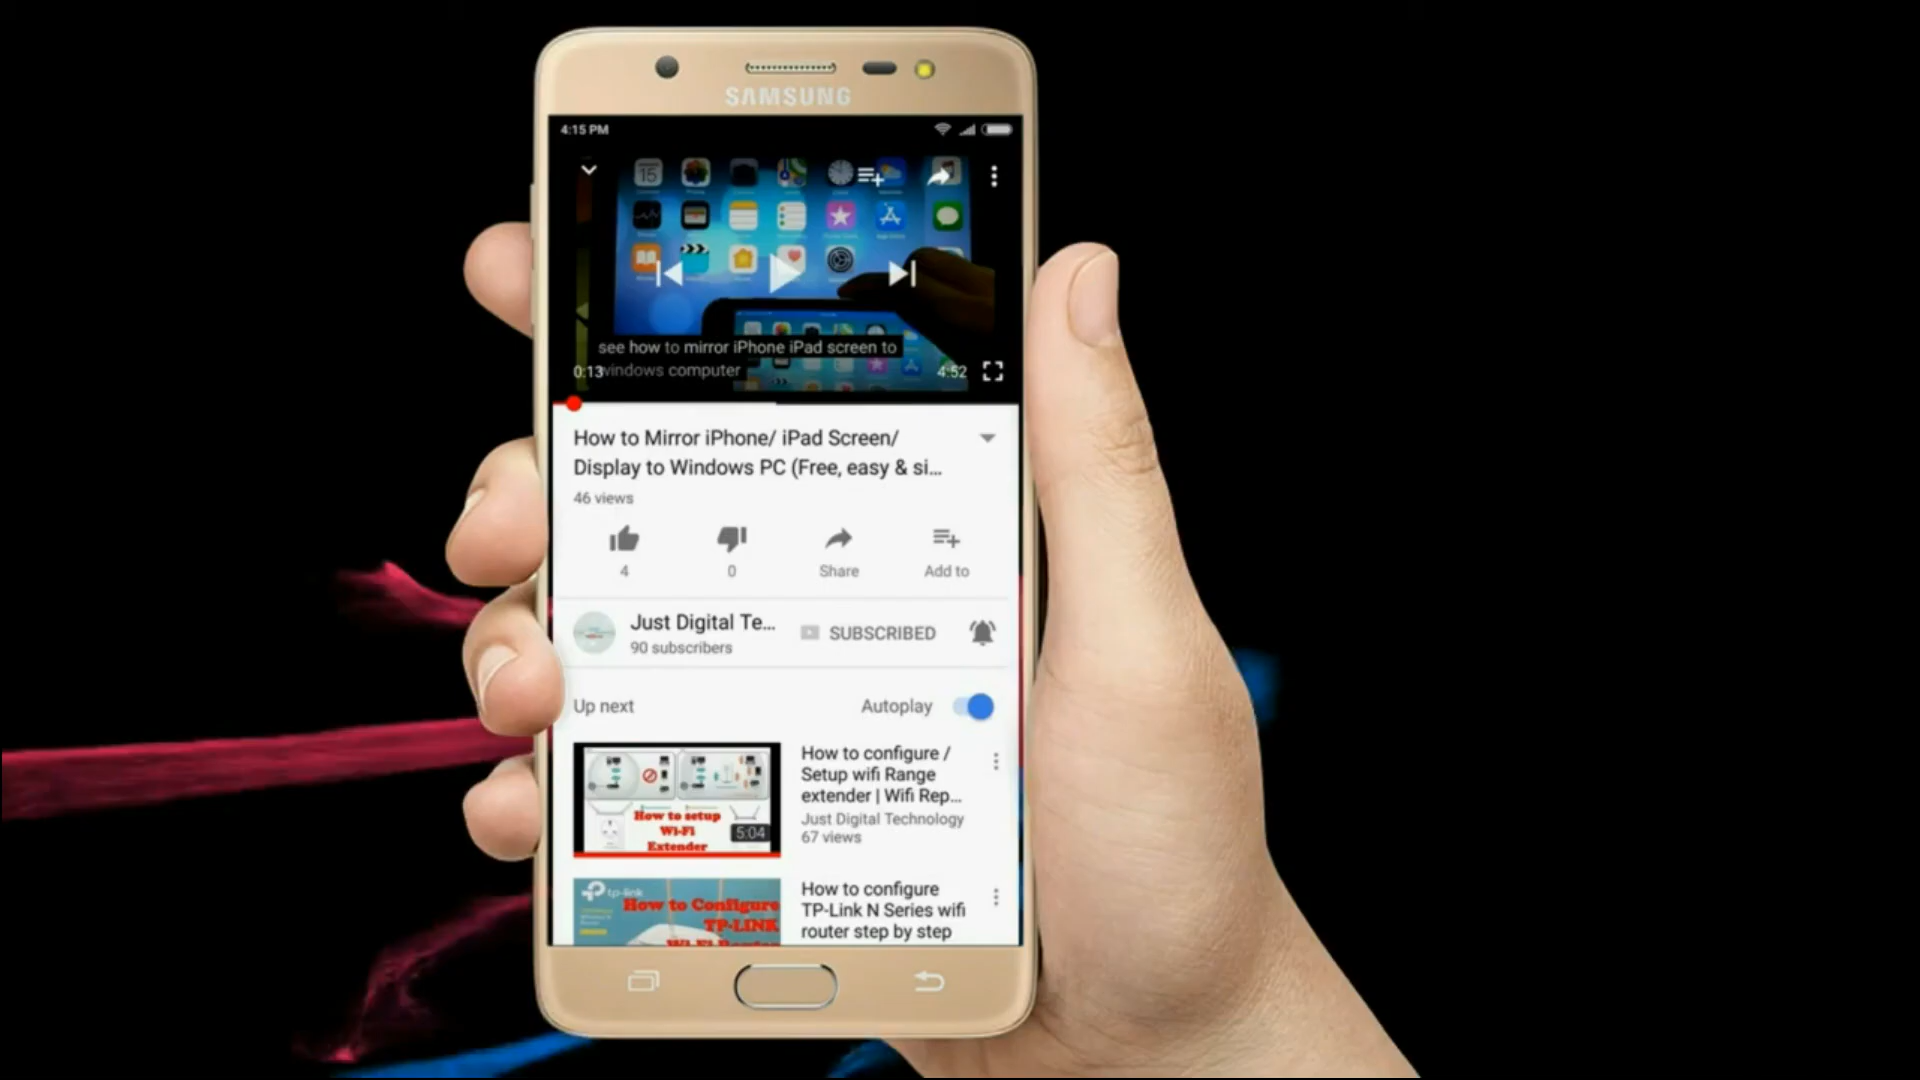 SAMSUNG
4:15 PM
15
see how to mirror iPhone iPad screen to
windows computer
0:13
4:52
How to Mirror iPhone/ iPad Screen/
Display to Windows PC (Free, easy & si...
46 views
4
0
Share
Add to
Just Digital Te...
90 subscribers
SUBSCRIBED
Up next
Autoplay
How to setup
Wi-Fi
Extender
5:04
How to configure /
Setup wifi Range
extender | Wifi Rep...
Just Digital Technology
67 views
tp-link
How to Configure
TP-LINK
Wi-Fi Router
How to configure
TP-Link N Series wifi
router step by step